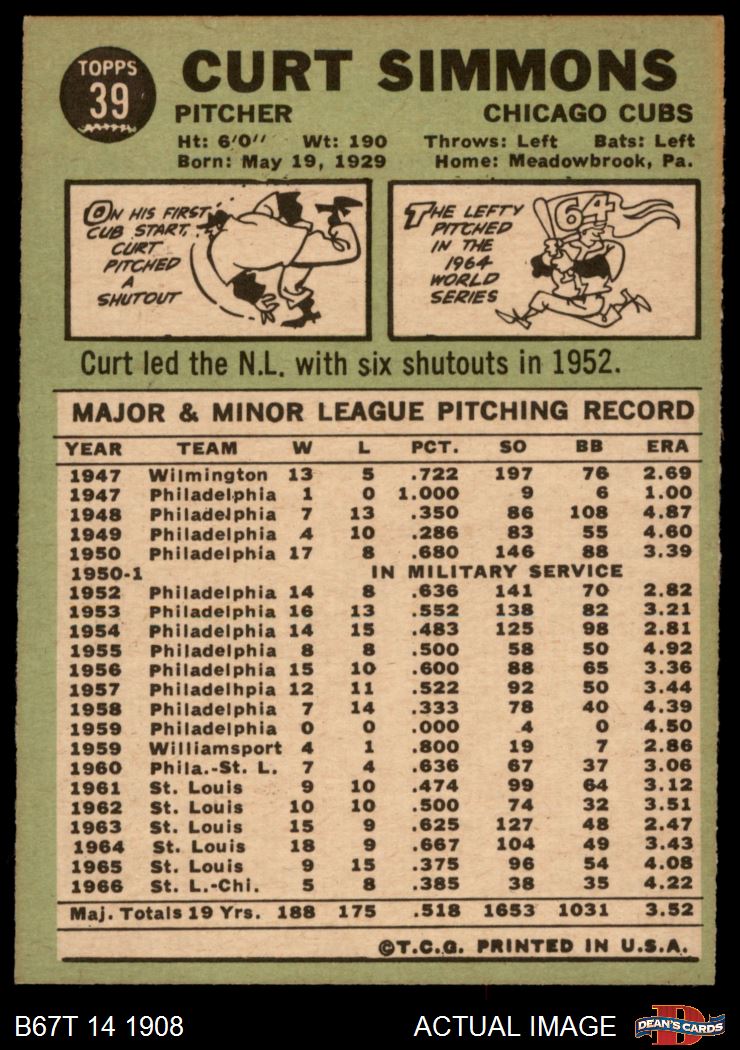 TOPPS
39
CURT SIMMONS
PITCHER CHICAGO CUBS
Ht: 6'0'' Wt: 190 Throws: Left Bats: Left
Born: May 19, 1929 Home: Meadowbrook, Pa.
ON HIS FIRST
CUB START
CURT
PITCHED
A
SHUTOUT
THE LEFTY
PITCHED
IN THE
1964
WORLD
SERIES
64
Curt led the N.L. with six shutouts in 1952.
MAJOR & MINOR LEAGUE PITCHING RECORD
YEAR TEAM W L PCT. SO BB ERA
1947 Wilmington 13 5 .722 197 76 2.69
1947 Philadelphia 1 0 1.000 9 6 1.00
1948 Philadelphia 7 13 .350 86 108 4.87
1949 Philadelphia 4 10 .286 83 55 4.60
1950 Philadelphia 17 8 .680 146 88 3.39
1950-1 IN MILITARY SERVICE
1952 Philadelphia 14 8 .636 141 70 2.82
1953 Philadelphia 16 13 .552 138 82 3.21
1954 Philadelphia 14 15 .483 125 98 2.81
1955 Philadelphia 8 8 .500 58 50 4.92
1956 Philadelphia 15 10 .600 88 65 3.36
1957 Philadelhpia 12 11 .522 92 50 3.44
1958 Philadelphia 7 14 .333 78 40 4.39
1959 Philadelphia 0 0 .000 4 0 4.50
1959 Williamsport 4 1 .800 19 7 2.86
1960 Phila.-St. L. 7 4 .636 67 37 3.06
1961 St. Louis 9 10 .474 99 64 3.12
1962 St. Louis 10 10 .500 74 32 3.51
1963 St. Louis 15 9 .625 127 48 2.47
1964 St. Louis 18 9 .667 104 49 3.43
1965 St. Louis 9 15 .375 96 54 4.08
1966 St. L.-Chi. 5 8 .385 38 35 4.22
Maj. Totals 19 Yrs. 188 175 .518 1653 1031 3.52
©T.C.G. PRINTED IN U.S.A.
B67T 14 1908 ACTUAL IMAGE DEAN'S CARDS